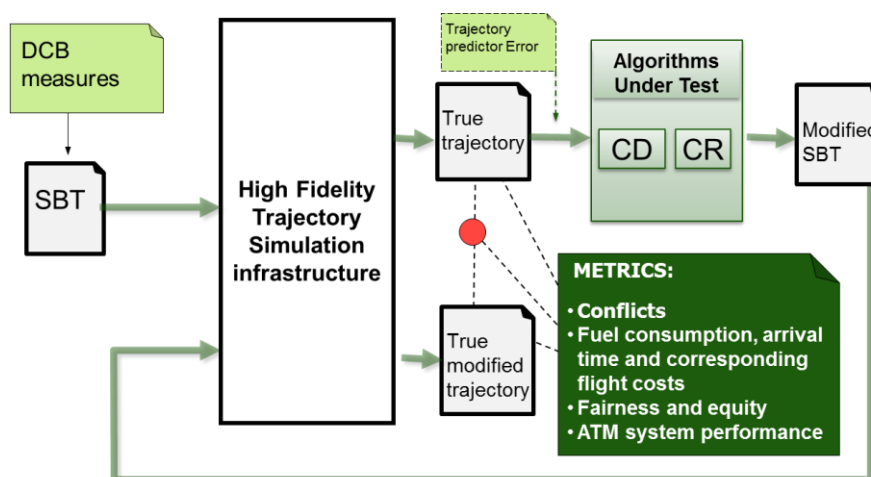 DCB
measures
SBT
High Fidelity
Trajectory
Simulation
infrastructure
Trajectory
predictor Error
True
trajectory
Algorithms
Under Test
CD
CR
Modified
SBT
True
modified
trajectory
METRICS:
• Conflicts
• Fuel consumption, arrival
time and corresponding
flight costs
• Fairness and equity
• ATM system performance